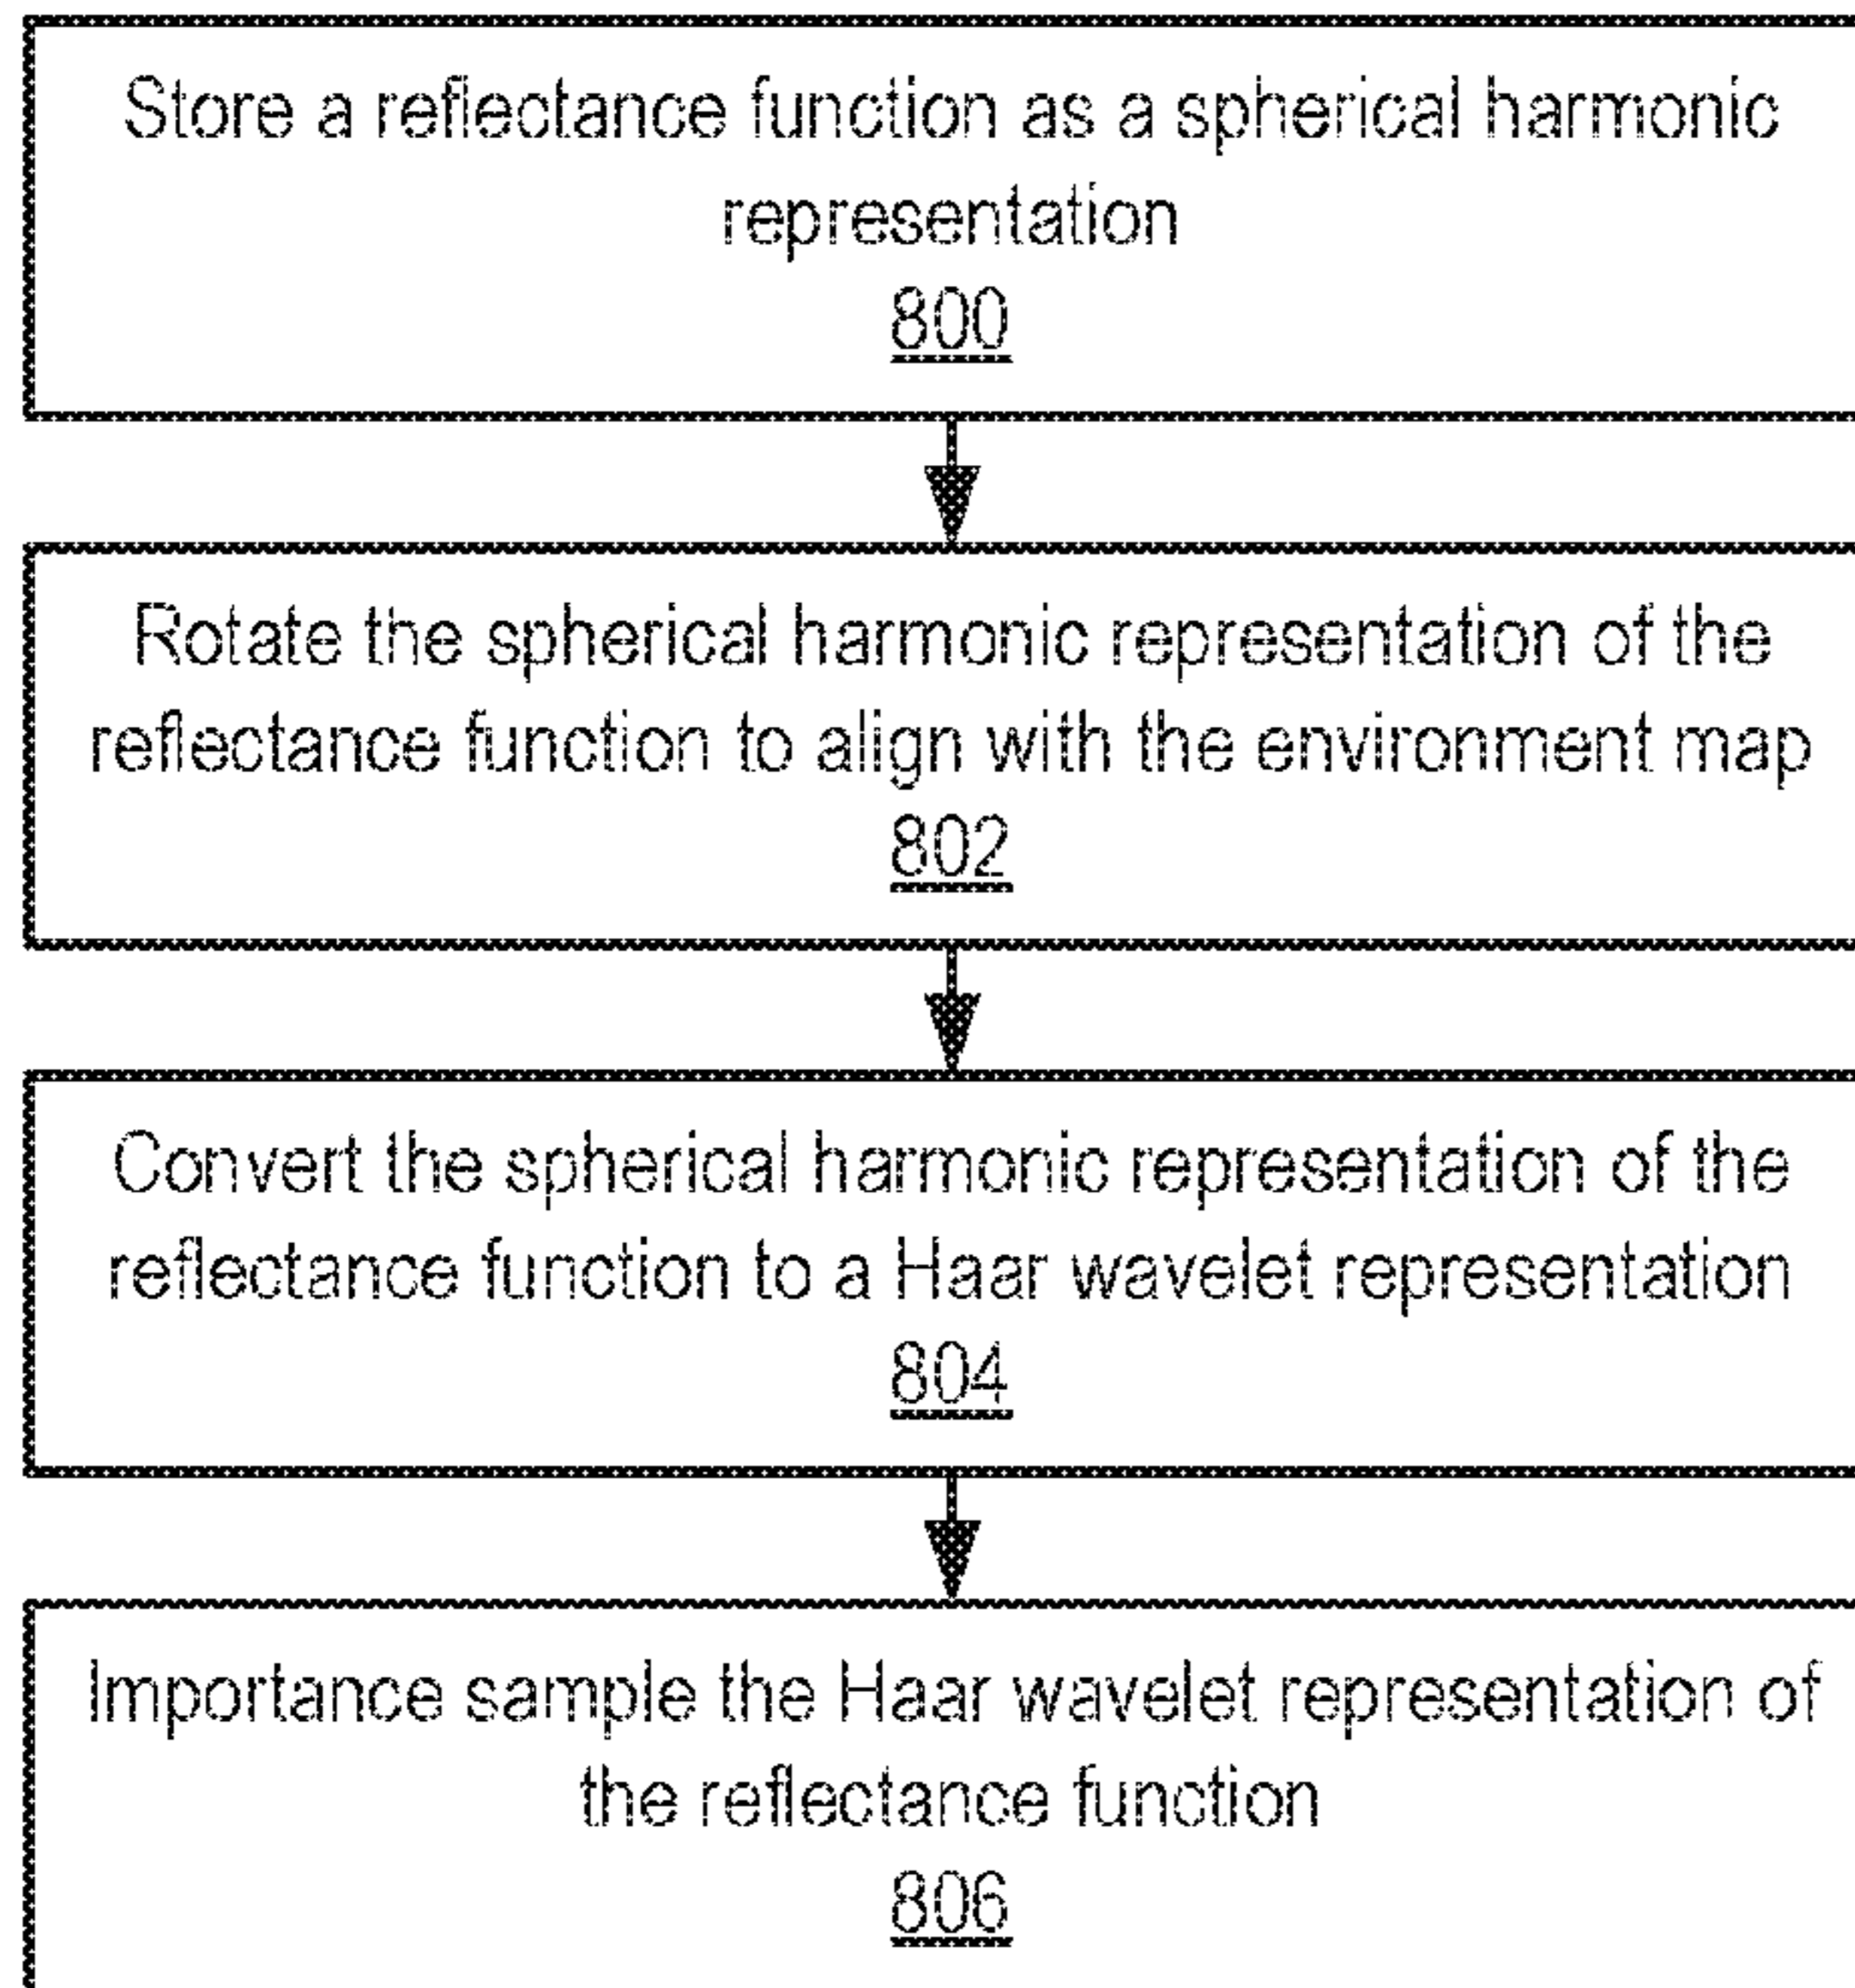 Store a reflectance function as a spherical harmonic
representation
800
Rotate the spherical harmonic representation of the
reflectance function to align with the environment map
802
Convert the spherical harmonic representation of the
reflectance function to a Haar wavelet representation
804
Importance sample the Haar wavelet representation of
the reflectance function
806